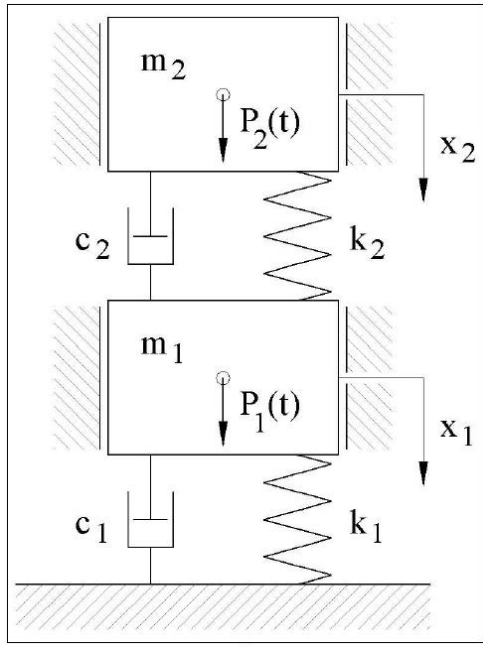 m₂
P₂(t)
x₂
c₂
k₂
m₁
P₁(t)
x₁
c₁
k₁